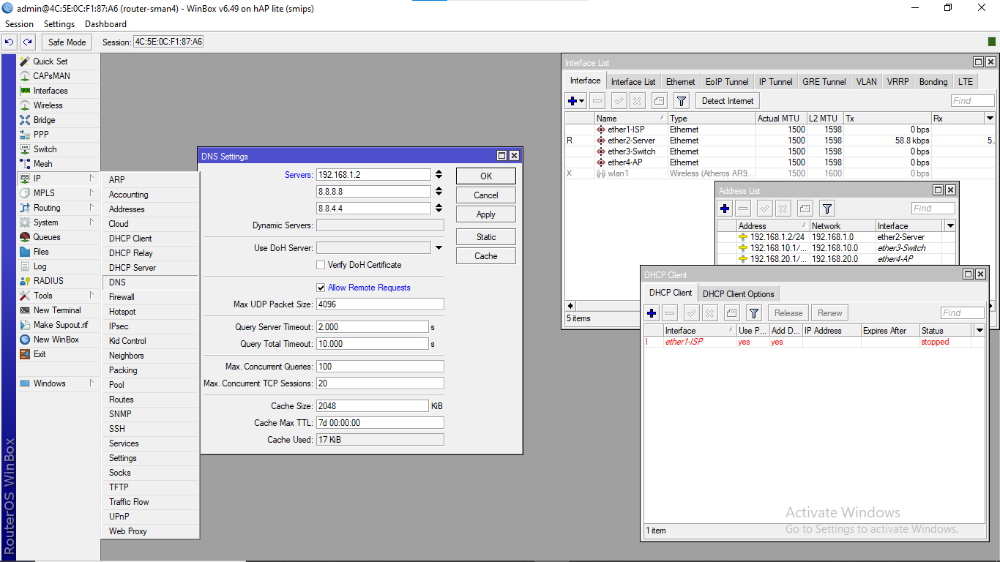 admin@4C:5E:0C:F1:87:A6 (router-sman4) - WinBox v6.49 on hAP lite (smips)
Session Settings Dashboard
Safe Mode Session: 4C:5E:0C:F1:87:A6
Quick Set
CAPsMAN
Interfaces
Wireless
Bridge
PPP
Switch
Mesh
IP
MPLS
Routing
System
Queues
Files
Log
RADIUS
Tools
New Terminal
Make Supout.rif
New WinBox
Exit
Windows
RouterOS WinBox
ARP
Accounting
Addresses
Cloud
DHCP Client
DHCP Relay
DHCP Server
DNS
Firewall
Hotspot
IPsec
Kid Control
Neighbors
Packing
Pool
Routes
SNMP
SSH
Services
Settings
Socks
TFTP
Traffic Flow
UPnP
Web Proxy
DNS Settings
Servers: 192.168.1.2
8.8.8.8
8.8.4.4
Dynamic Servers:
Use DoH Server:
Verify DoH Certificate
Allow Remote Requests
Max UDP Packet Size: 4096
Query Server Timeout: 2.000 s
Query Total Timeout: 10.000 s
Max. Concurrent Queries: 100
Max. Concurrent TCP Sessions: 20
Cache Size: 2048 KiB
Cache Max TTL: 7d 00:00:00
Cache Used: 17 KiB
OK
Cancel
Apply
Static
Cache
Interface List
Interface Interface List Ethernet EoIP Tunnel IP Tunnel GRE Tunnel VLAN VRRP Bonding LTE
Detect Internet Find
Name Type Actual MTU L2 MTU Tx Rx
ether1-ISP Ethernet 1500 1598 0 bps
R ether2-Server Ethernet 1500 1598 58.8 kbps 5.
ether3-Switch Ethernet 1500 1598 0 bps
ether4-AP Ethernet 1500 1598 0 bps
X wlan1 Wireless (Atheros AR9... 1500 1600 0 bps
5 items
Address List
Find
Address Network Interface
192.168.1.2/24 192.168.1.0 ether2-Server
192.168.10.1/... 192.168.10.0 ether3-Switch
192.168.20.1/... 192.168.20.0 ether4-AP
DHCP Client
DHCP Client DHCP Client Options
Release Renew Find
Interface Use P... Add D... IP Address Expires After Status
I ether1-ISP yes yes stopped
1 item
Activate Windows
Go to Settings to activate Windows.